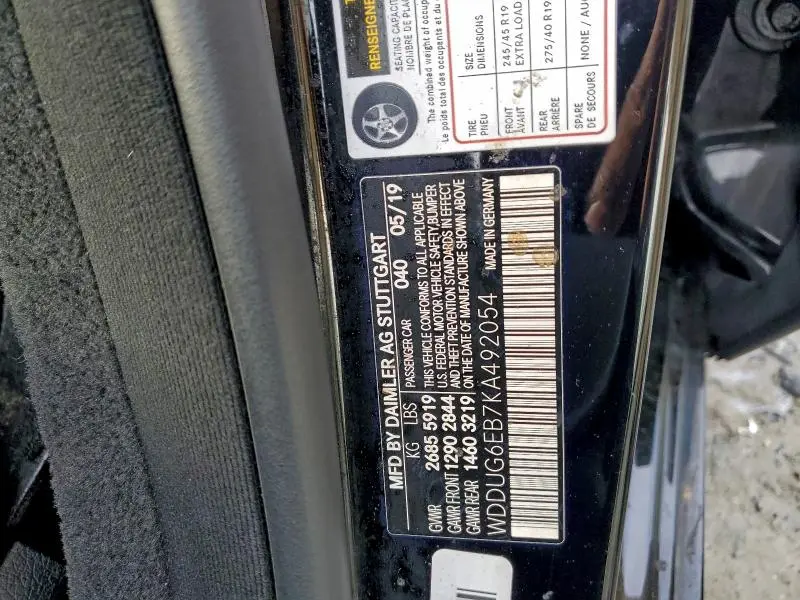 RENSEIGNE
SEATING CAPACIT
NOMBRE DE PLAC
The combined weight of occup
Le poids total des occupants et du
TIRE SIZE
PNEU DIMENSIONS
FRONT 245/45 R19
AVANT EXTRA LOAD
REAR 275/40 R19
ARRIÈRE
SPARE NONE / AU
DE SECOURS
MFD BY DAIMLER AG STUTTGART
KG LBS PASSENGER CAR 040 05/19
GVWR 2685 5919 THIS VEHICLE CONFORMS TO ALL APPLICABLE
U.S. FEDERAL MOTOR VEHICLE SAFETY, BUMPER
GAWR FRONT 1290 2844 AND THEFT PREVENTION STANDARDS IN EFFECT
GAWR REAR 1460 3219 ON THE DATE OF MANUFACTURE SHOWN ABOVE
WDDUG6EB7KA492054 MADE IN GERMANY